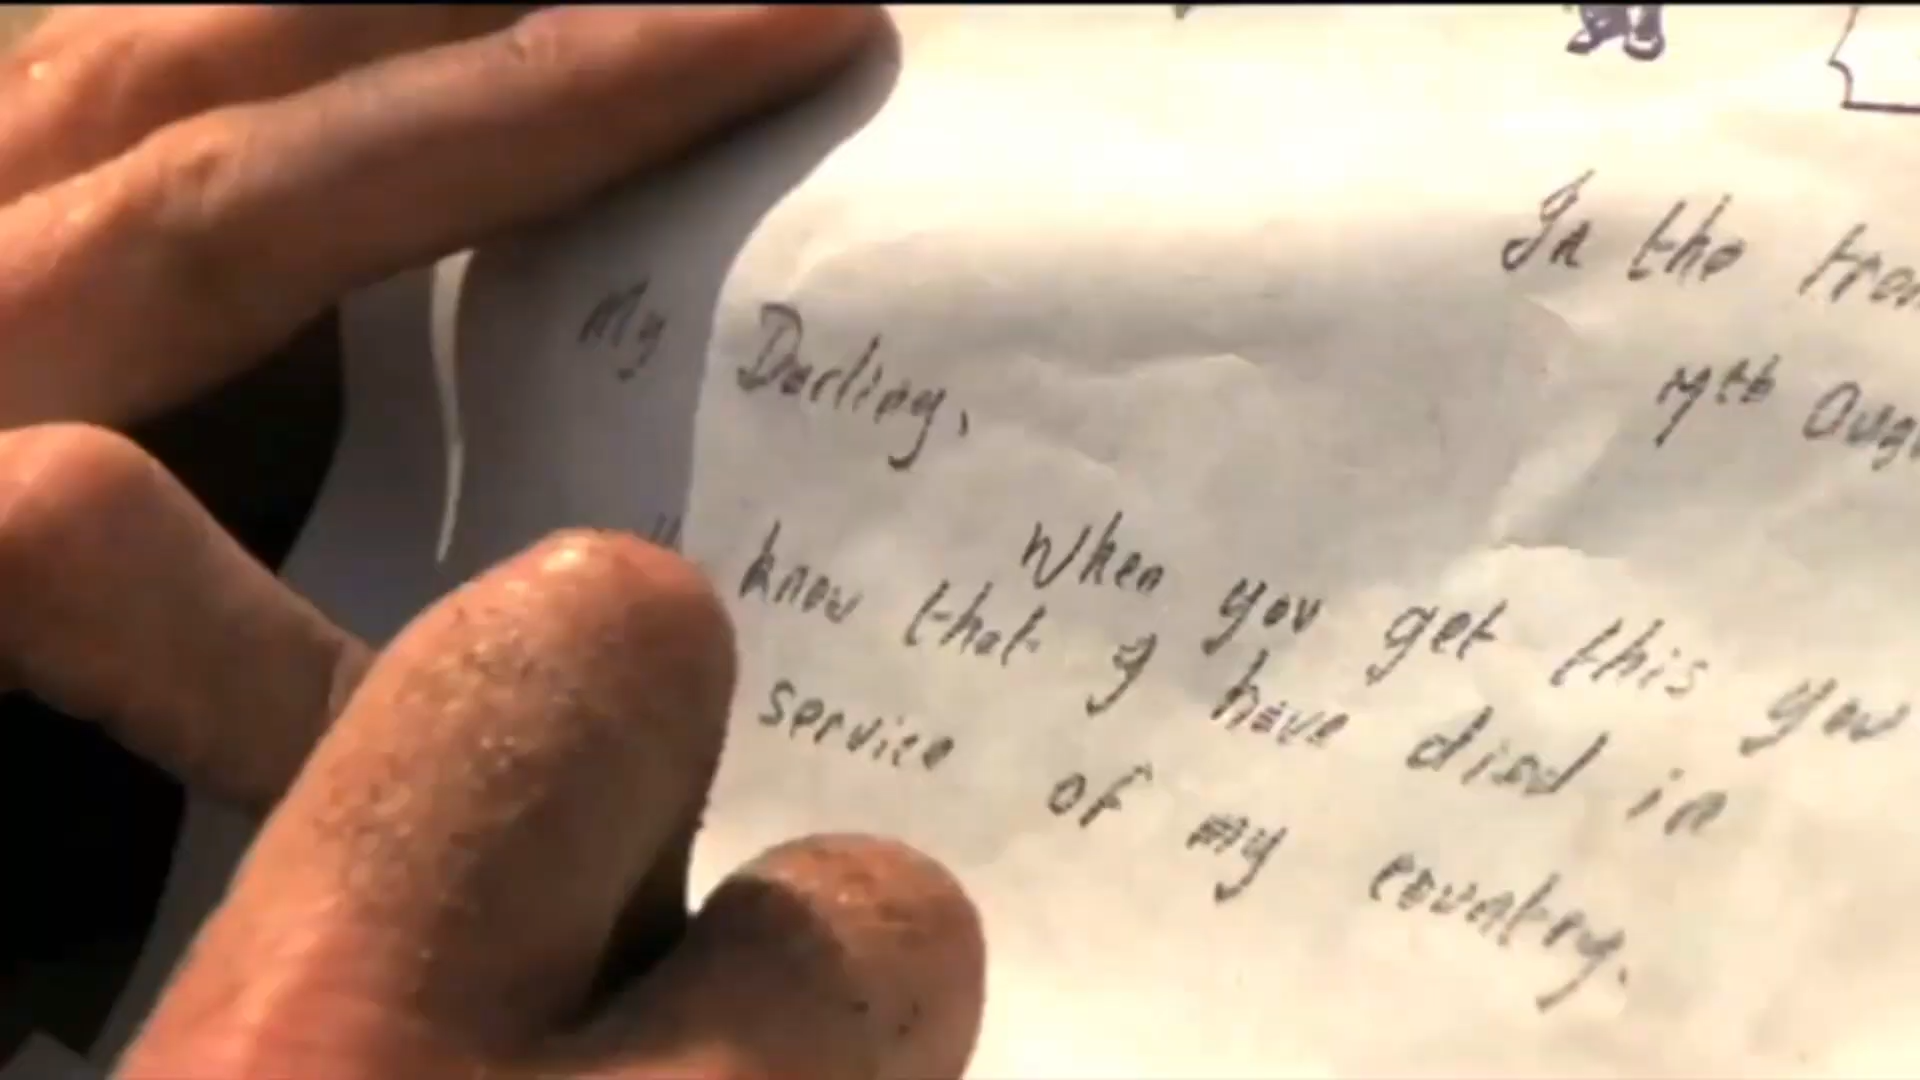 In the
7th
My Darling,
When you get this you
know that I have died in
service of my country.